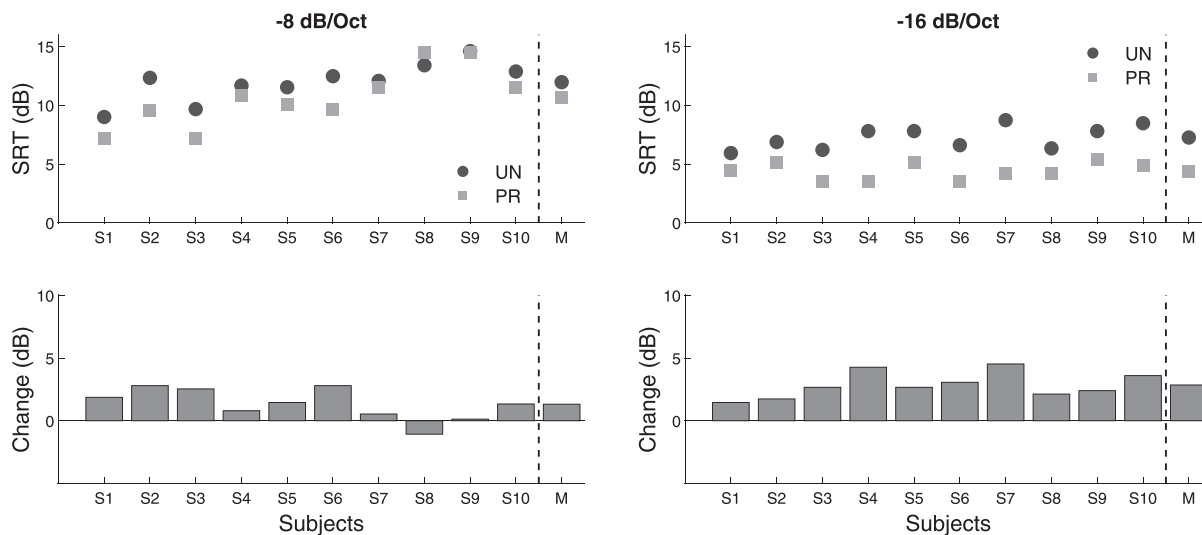 -8 dB/Oct
15
10
5
0
SRT (dB)
UN
PR
S1 S2 S3 S4 S5 S6 S7 S8 S9 S10 M
-16 dB/Oct
15
10
5
0
SRT (dB)
UN
PR
S1 S2 S3 S4 S5 S6 S7 S8 S9 S10 M
10
5
0
Change (dB)
S1 S2 S3 S4 S5 S6 S7 S8 S9 S10 M
Subjects
10
5
0
Change (dB)
S1 S2 S3 S4 S5 S6 S7 S8 S9 S10 M
Subjects